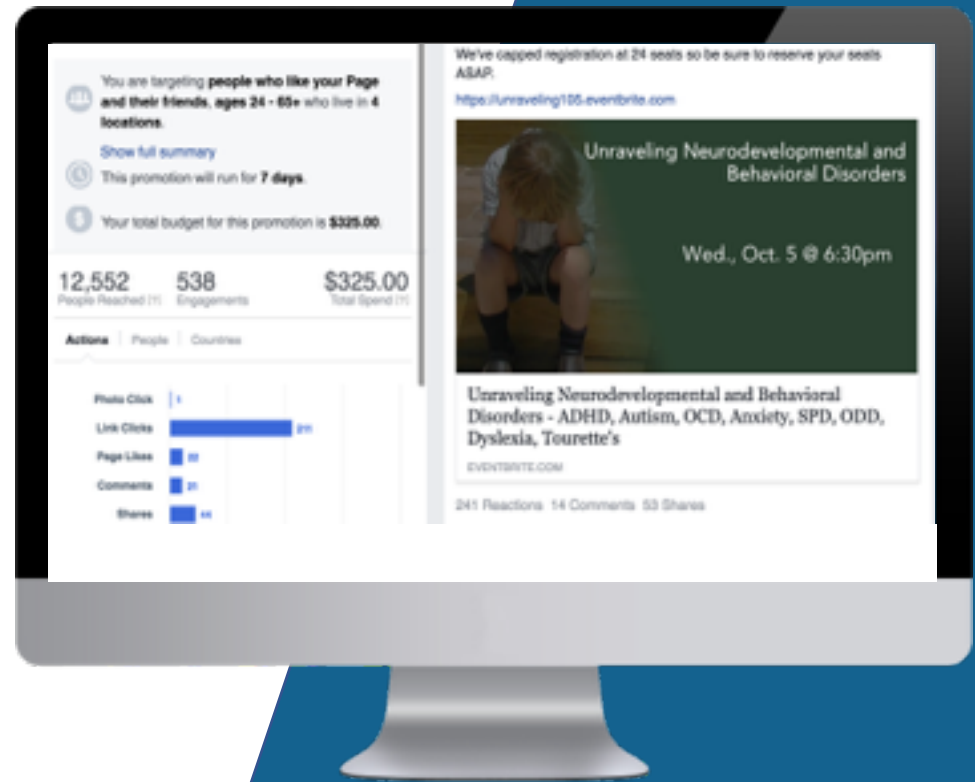 You are targeting people who like your Page
and their friends, ages 24 - 65+ who live in 4
locations.
Show full summary
This promotion will run for 7 days.
Your total budget for this promotion is $325.00.
12,552
People Reached [?]
538
Engagements
$325.00
Total Spend [?]
Actions
People
Countries
Photo Click 1
Link Clicks 211
Page Likes 22
Comments 21
Shares 44
We've capped registration at 24 seats so be sure to reserve your seats
ASAP.
https://unraveling105.eventbrite.com
Unraveling Neurodevelopmental and
Behavioral Disorders
Wed., Oct. 5 @ 6:30pm
Unraveling Neurodevelopmental and Behavioral
Disorders - ADHD, Autism, OCD, Anxiety, SPD, ODD,
Dyslexia, Tourette's
EVENTBRITE.COM
241 Reactions 14 Comments 53 Shares